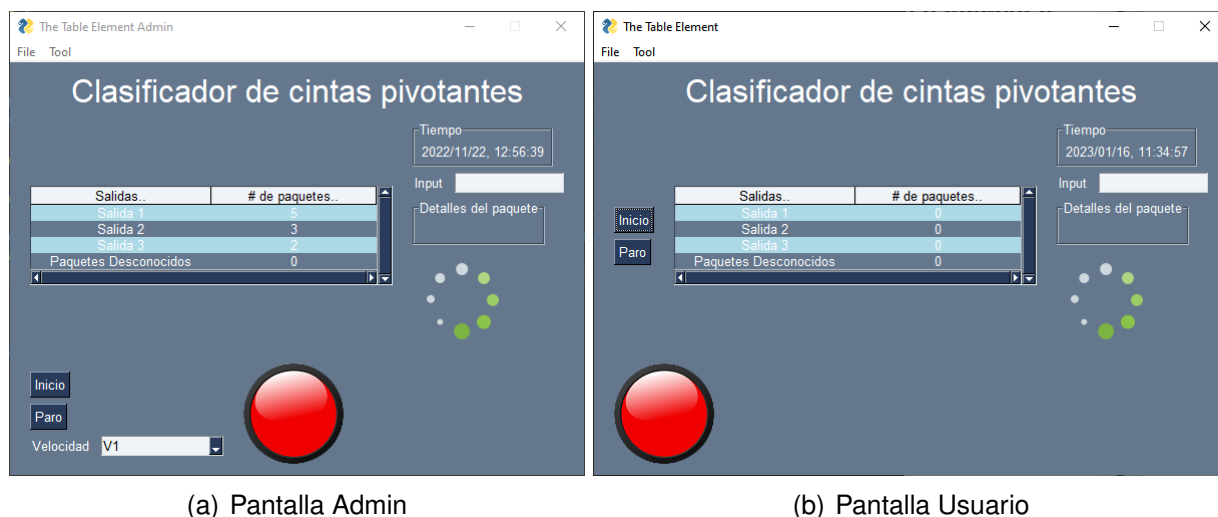 The Table Element Admin
File Tool
Clasificador de cintas pivotantes
Tiempo
2022/11/22, 12:56:39
Input
Salidas.. # de paquetes..
Salida 1 5
Salida 2 3
Salida 3 2
Paquetes Desconocidos 0
Detalles del paquete
Inicio
Paro
Velocidad V1
(a) Pantalla Admin
The Table Element
File Tool
Clasificador de cintas pivotantes
Tiempo
2023/01/16, 11:34:57
Input
Inicio
Paro
Salidas.. # de paquetes..
Salida 1 0
Salida 2 0
Salida 3 0
Paquetes Desconocidos 0
Detalles del paquete
(b) Pantalla Usuario